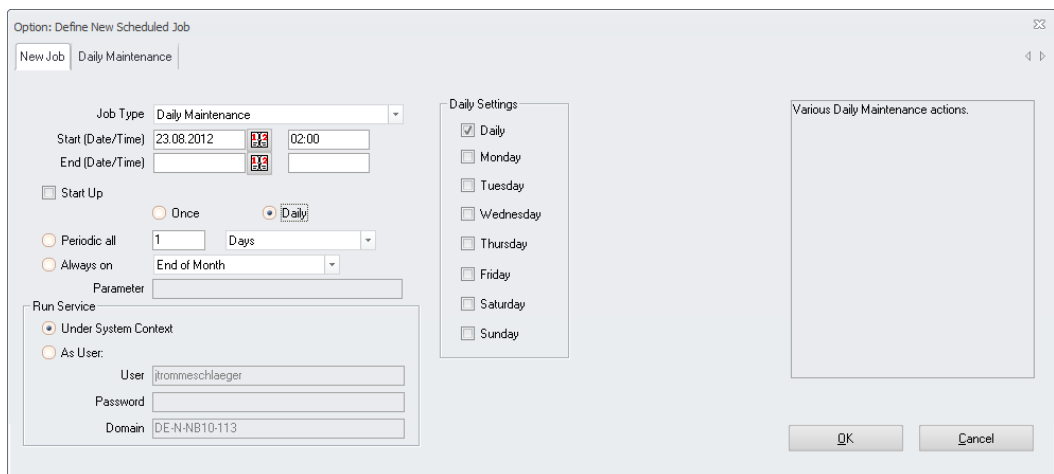 Option: Define New Scheduled Job
New Job Daily Maintenance
Job Type Daily Maintenance
Start (Date/Time) 23.08.2012 02:00
End (Date/Time)
Start Up
Once Daily
Periodic all 1 Days
Always on End of Month
Parameter
Run Service
Under System Context
As User:
User jtrommeschlaeger
Password
Domain DE-N-NB10-113
Daily Settings
Daily
Monday
Tuesday
Wednesday
Thursday
Friday
Saturday
Sunday
Various Daily Maintenance actions.
OK Cancel